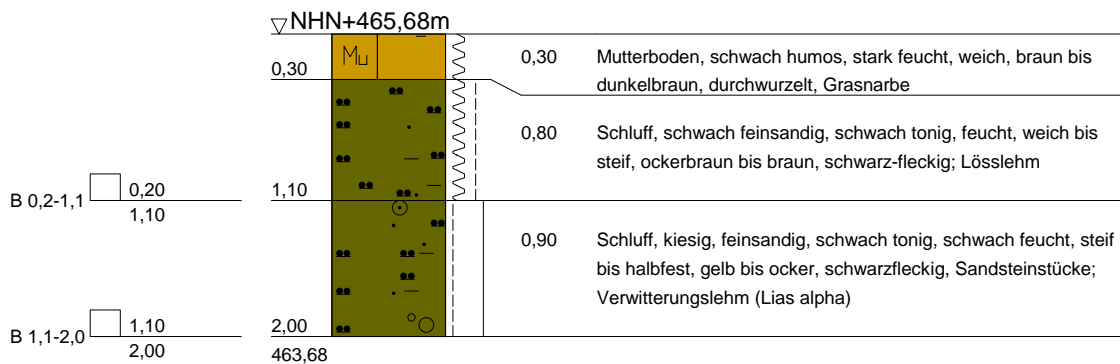 NHN+465,68m
Mu
0,30
0,30 Mutterboden, schwach humos, stark feucht, weich, braun bis
dunkelbraun, durchwurzelt, Grasnarbe
0,80 Schluff, schwach feinsandig, schwach tonig, feucht, weich bis
steif, ockerbraun bis braun, schwarz-fleckig; Lösslehm
B 0,2-1,1 0,20
1,10
1,10
0,90 Schluff, kiesig, feinsandig, schwach tonig, schwach feucht, steif
bis halbfest, gelb bis ocker, schwarzfleckig, Sandsteinstücke;
Verwitterungslehm (Lias alpha)
B 1,1-2,0 1,10
2,00
2,00
463,68